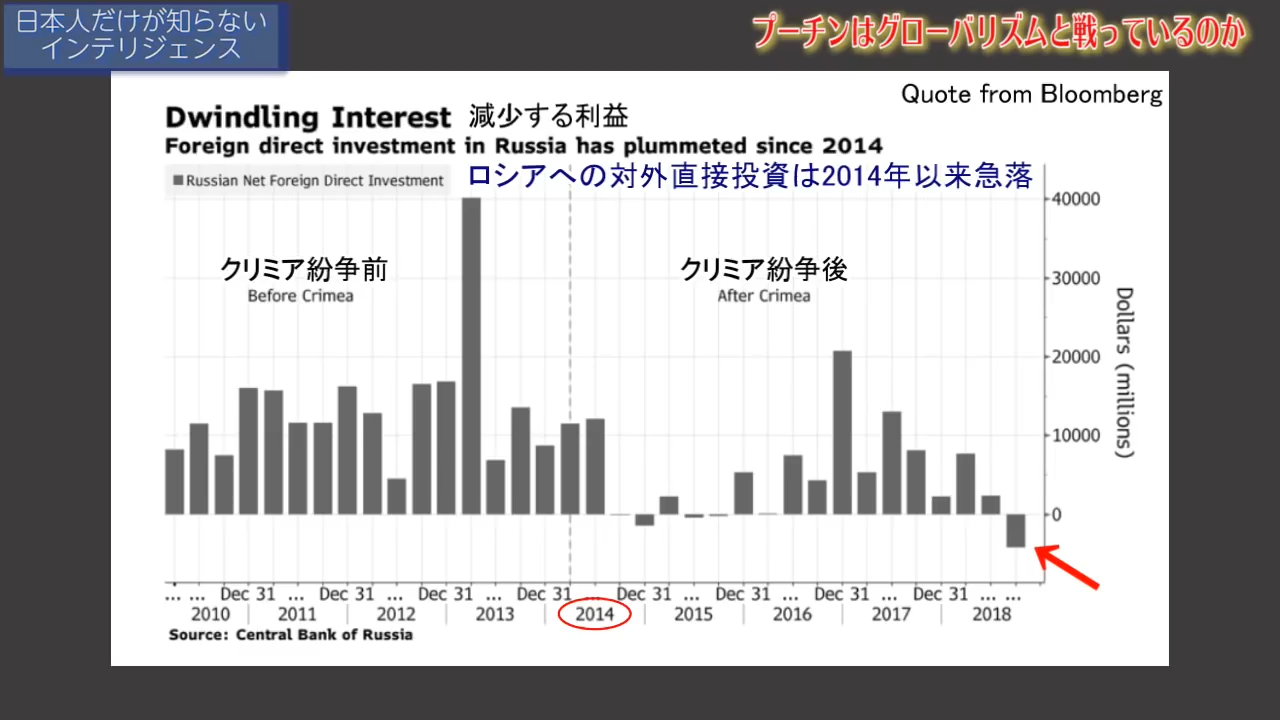 日本人だけが知らない
インテリジェンス
プーチンはグローバリズムと戦っているのか
Quote from Bloomberg
Dwindling Interest 減少する利益
Foreign direct investment in Russia has plummeted since 2014
Russian Net Foreign Direct Investment ロシアへの対外直接投資は2014年以来急落
40000
クリミア紛争前 クリミア紛争後
30000
Before Crimea After Crimea
20000
10000
0
Dollars (millions)
... ... Dec 31 ... Dec 31 ... Dec 31 ... Dec 31 ... Dec 31 ... Dec 31 ... Dec 31 ... ...
2010 2011 2012 2013 2014 2015 2016 2017 2018
Source: Central Bank of Russia